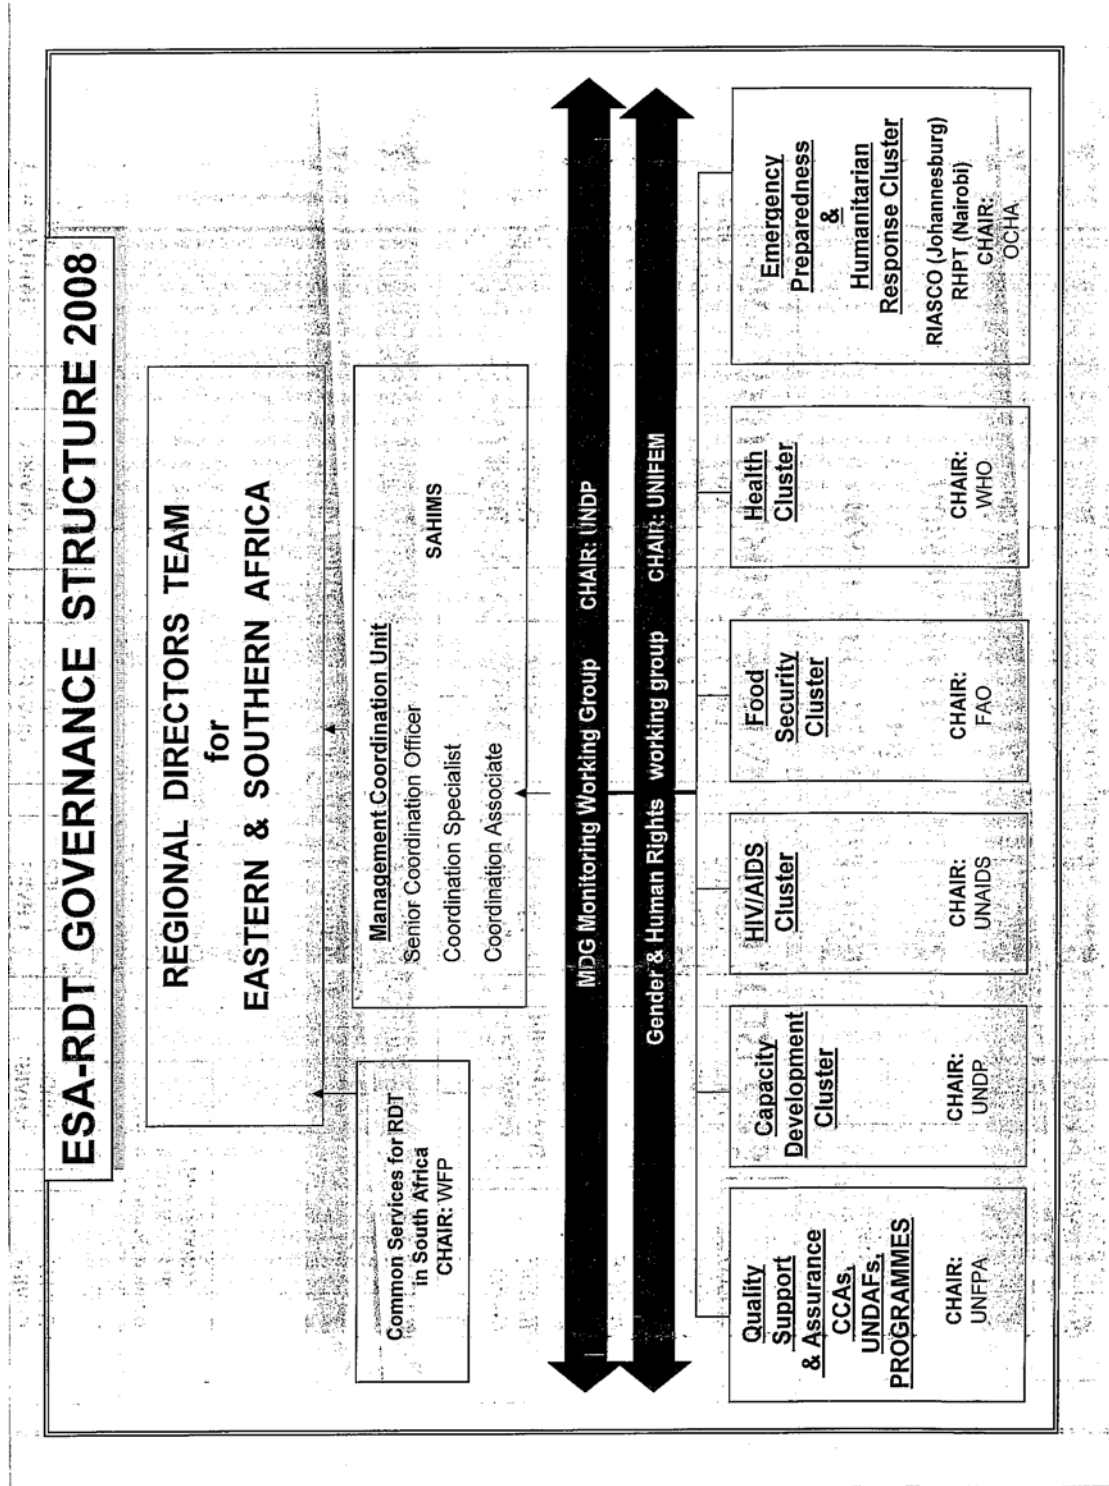 ESA-RDT GOVERNANCE STRUCTURE 2008
REGIONAL DIRECTORS TEAM
for
EASTERN & SOUTHERN AFRICA
Common Services for RDT
in South Africa
CHAIR: WFP
Management Coordination Unit
Senior Coordination Officer
SAHIMS
Coordination Specialist
Coordination Associate
MDG Monitoring Working Group CHAIR: UNDP
Gender & Human Rights working group CHAIR: UNIFEM
Quality
Support
& Assurance
CCAs,
UNDAFs,
PROGRAMMES
CHAIR:
UNFPA
Capacity
Development
Cluster
CHAIR:
UNDP
HIV/AIDS
Cluster
CHAIR:
UNAIDS
Food
Security
Cluster
CHAIR:
FAO
Health
Cluster
CHAIR:
WHO
Emergency
Preparedness
&
Humanitarian
Response Cluster
RIASCO (Johannesburg)
RHPT (Nairobi)
CHAIR:
OCHA